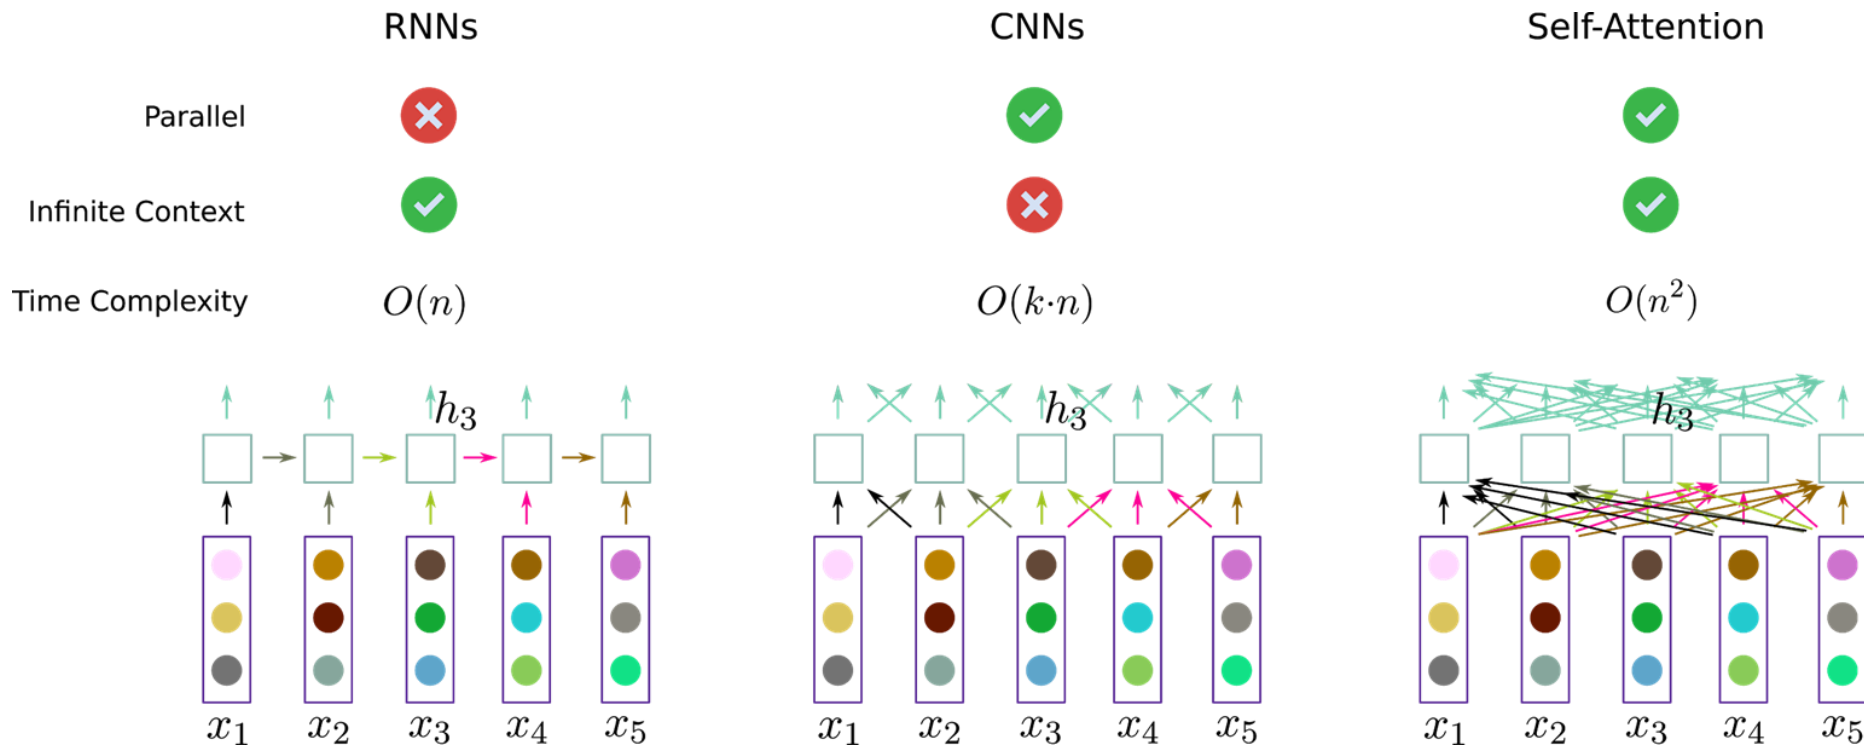 RNNs CNNs Self-Attention
Parallel
Infinite Context
Time Complexity O(n) O(k·n) O(n²)
h₃ h₃ h₃
x₁ x₂ x₃ x₄ x₅ x₁ x₂ x₃ x₄ x₅ x₁ x₂ x₃ x₄ x₅